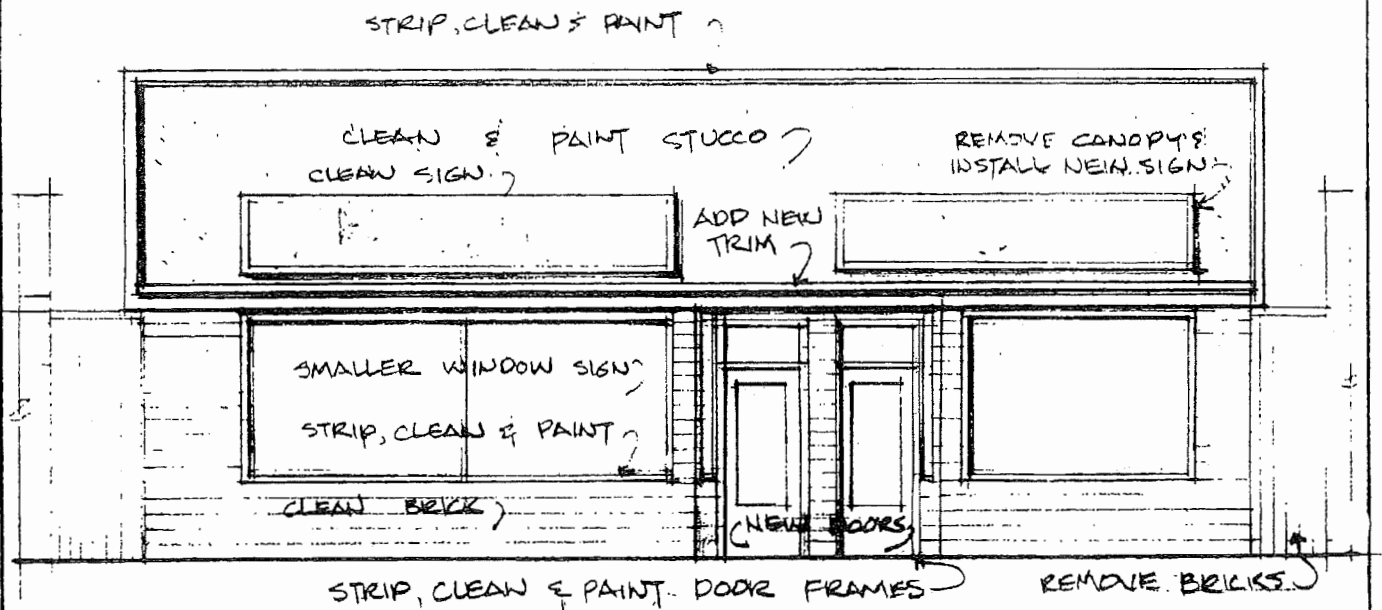 STRIP, CLEAN & PAINT
CLEAN & PAINT STUCCO
CLEAN SIGN
REMOVE CANOPY &
INSTALL NEW SIGN
ADD NEW
TRIM
SMALLER WINDOW SIGN
STRIP, CLEAN & PAINT
CLEAN BRICK
NEW DOORS
STRIP, CLEAN & PAINT DOOR FRAMES
REMOVE BRICKS